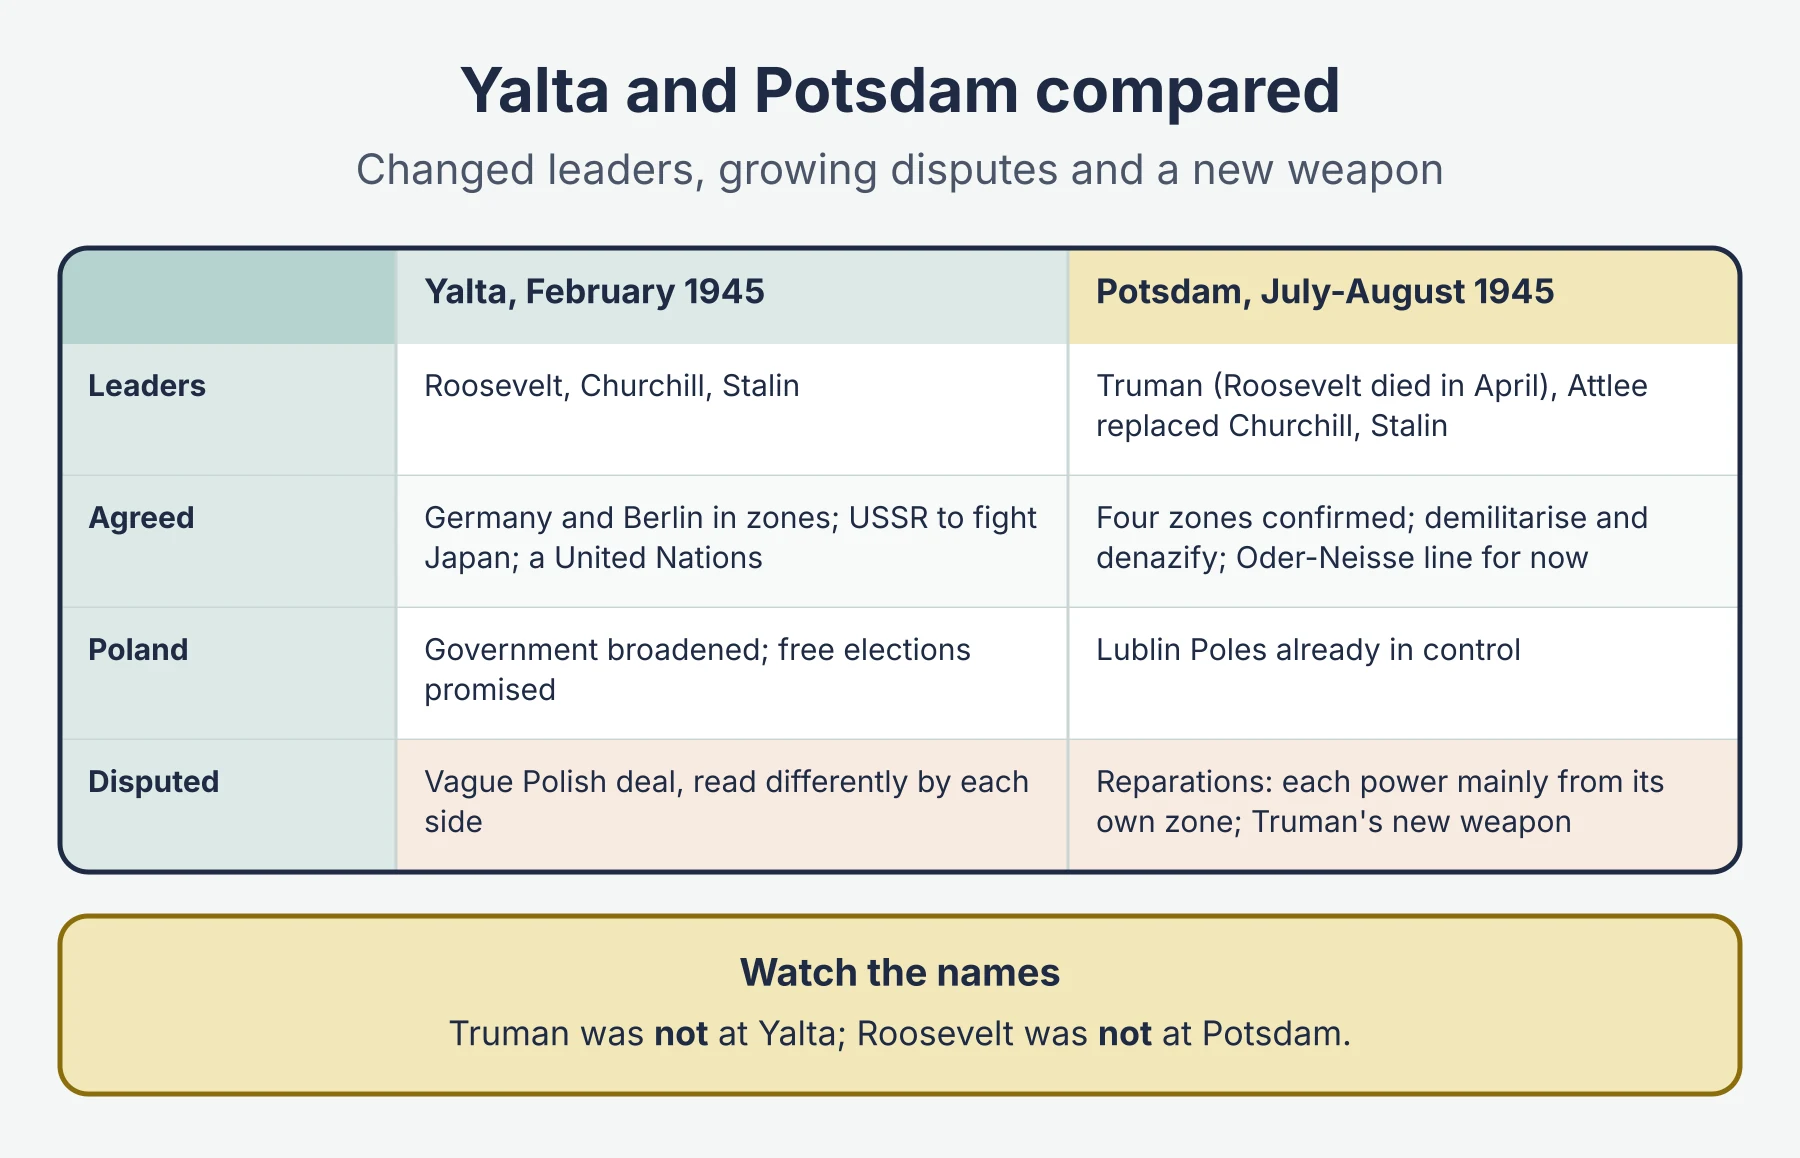 Yalta and Potsdam compared
Changed leaders, growing disputes and a new weapon
Yalta, February 1945
Potsdam, July-August 1945
Leaders
Roosevelt, Churchill, Stalin
Truman (Roosevelt died in April), Attlee
replaced Churchill, Stalin
Agreed
Germany and Berlin in zones; USSR to fight
Japan; a United Nations
Four zones confirmed; demilitarise and
denazify; Oder-Neisse line for now
Poland
Government broadened; free elections
promised
Lublin Poles already in control
Disputed
Vague Polish deal, read differently by each
side
Reparations: each power mainly from its
own zone; Truman's new weapon
Watch the names
Truman was not at Yalta; Roosevelt was not at Potsdam.